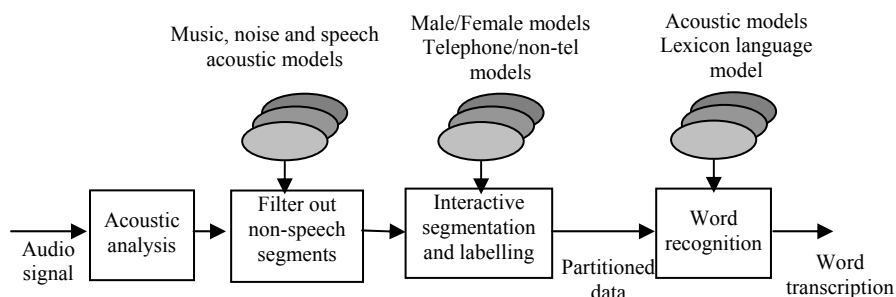 Music, noise and speech
acoustic models
Male/Female models
Telephone/non-tel
models
Acoustic models
Lexicon language
model
Audio
signal
Acoustic
analysis
Filter out
non-speech
segments
Interactive
segmentation
and labelling
Partitioned
data
Word
recognition
Word
transcription